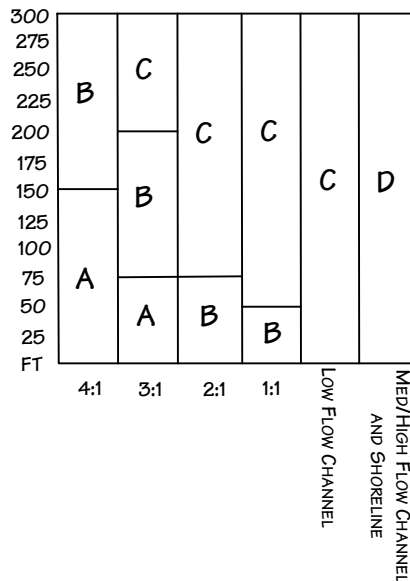 300
275
250
225
200
175
150
125
100
75
50
25
FT
B
A
C
B
A
C
B
C
B
C
D
4:1
3:1
2:1
1:1
LOW FLOW CHANNEL
MED/HIGH FLOW CHANNEL
AND SHORELINE